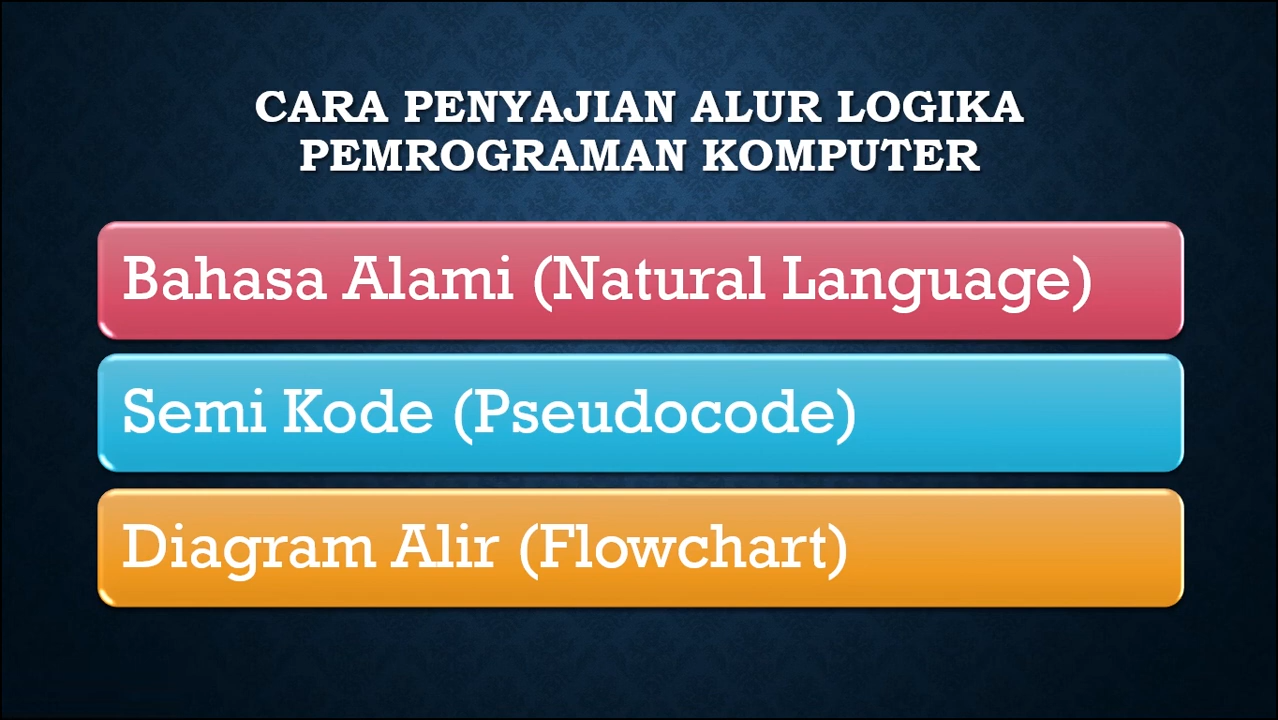 CARA PENYAJIAN ALUR LOGIKA
PEMROGRAMAN KOMPUTER
Bahasa Alami (Natural Language)
Semi Kode (Pseudocode)
Diagram Alir (Flowchart)